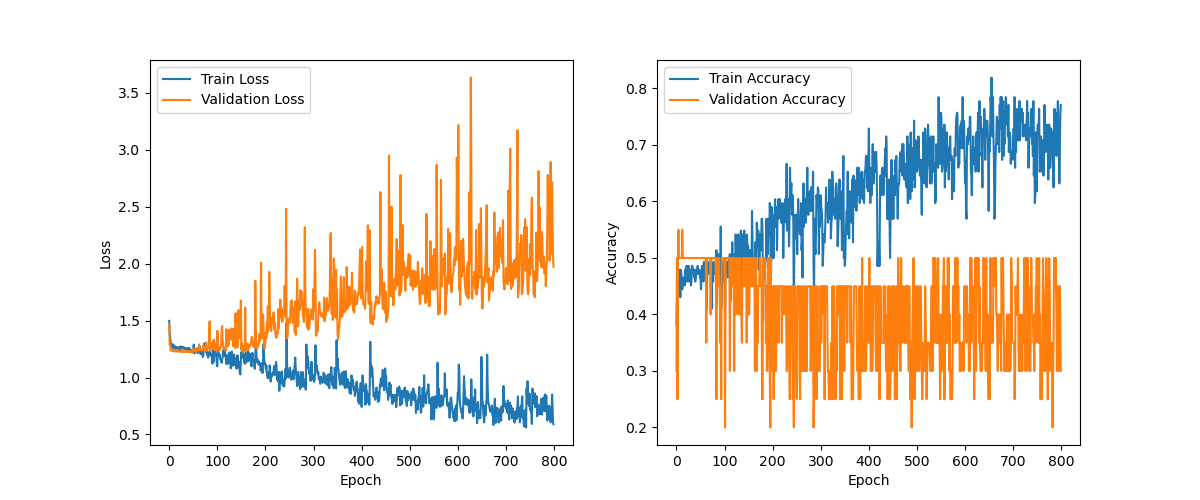 Train Loss
Validation Loss
3.5
3.0
2.5
2.0
1.5
1.0
0.5
Loss
0 100 200 300 400 500 600 700 800
Epoch
Train Accuracy
Validation Accuracy
0.8
0.7
0.6
0.5
0.4
0.3
0.2
Accuracy
0 100 200 300 400 500 600 700 800
Epoch